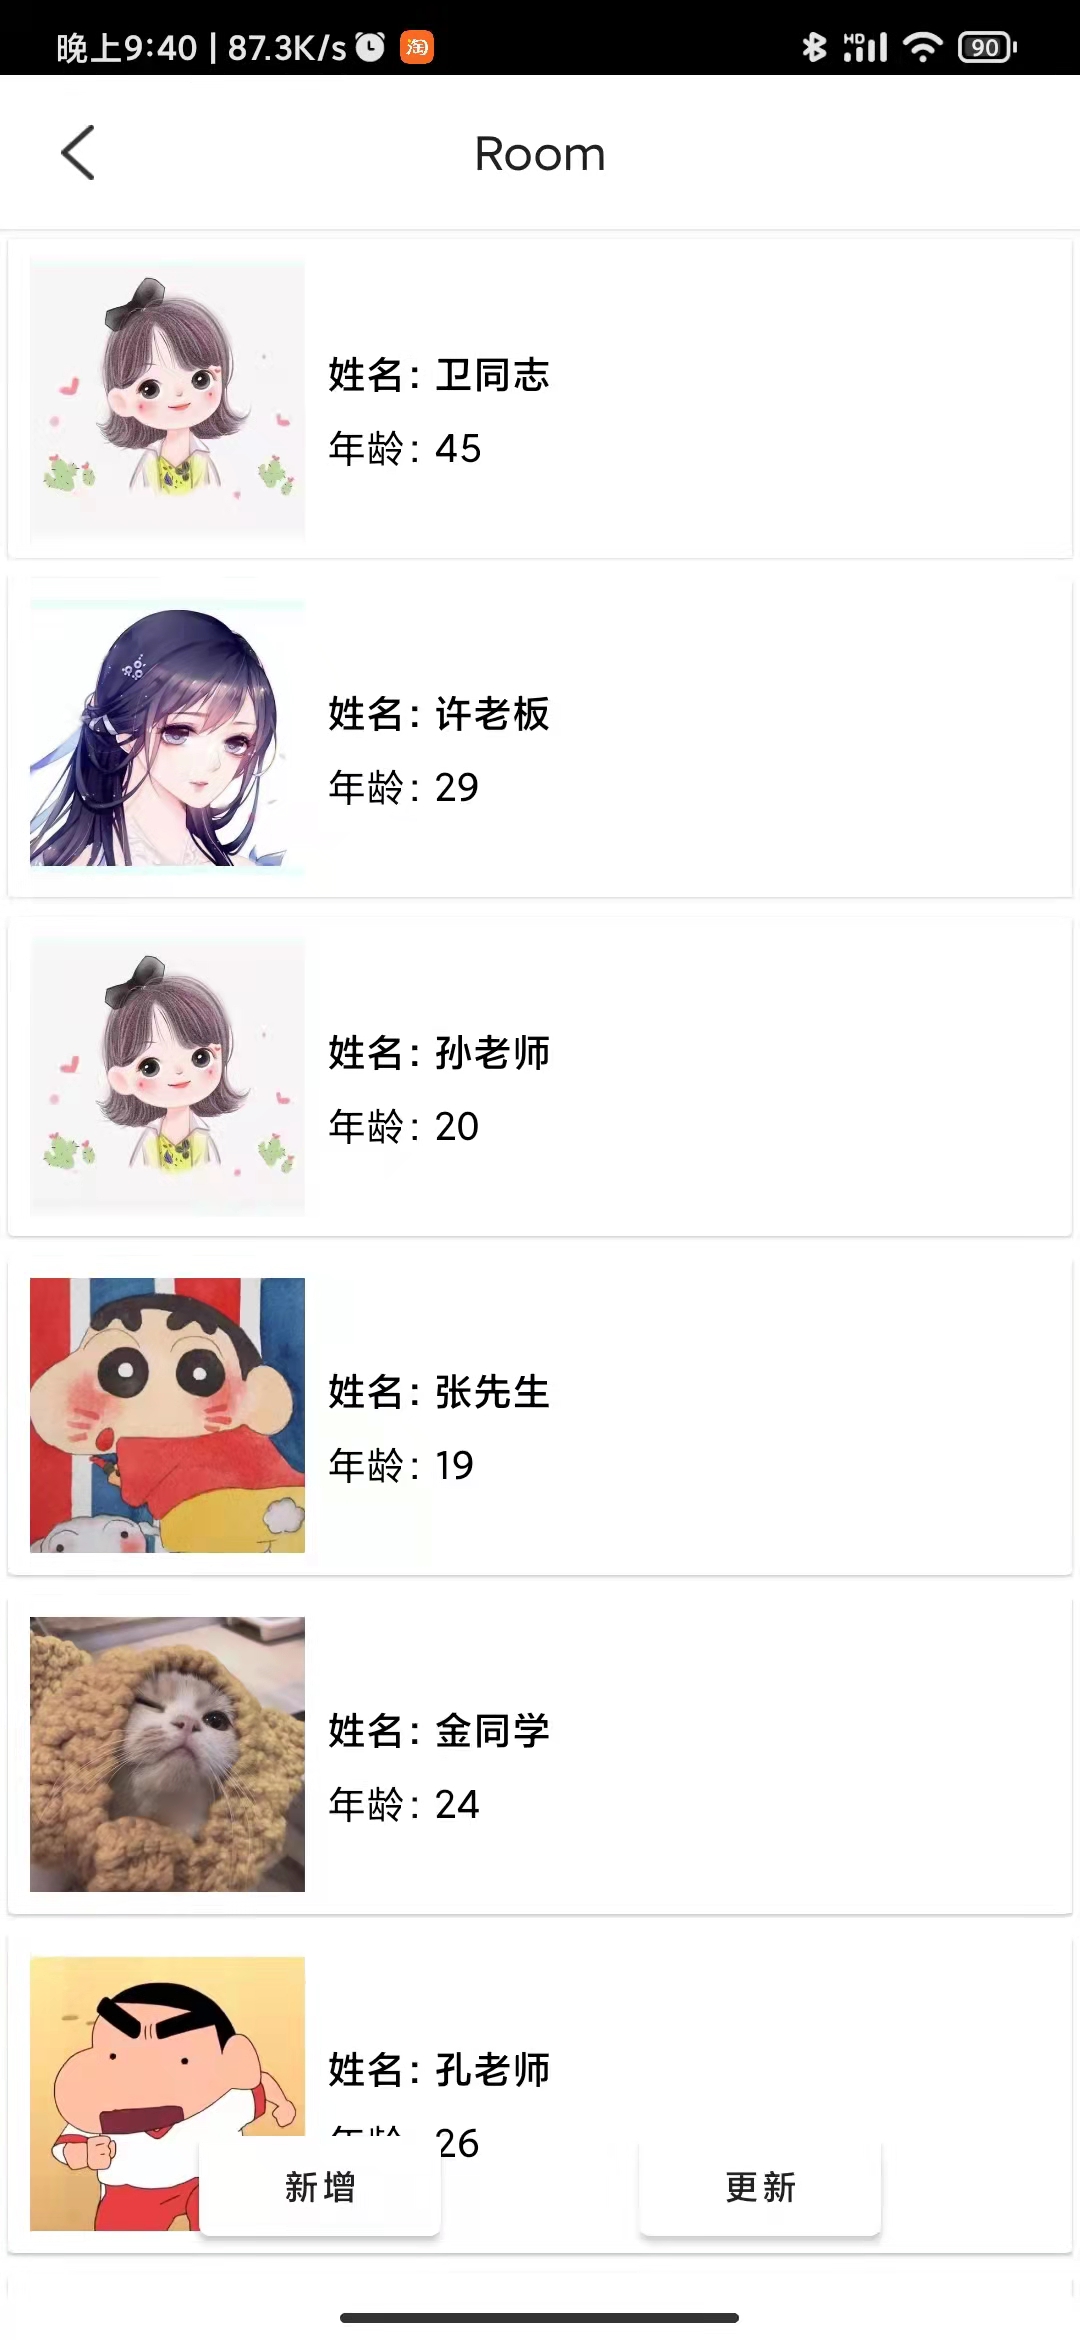 晚上9:40 | 87.3K/s 淘 HD 90
Room
姓名: 卫同志
年龄: 45
姓名: 许老板
年龄: 29
姓名: 孙老师
年龄: 20
姓名: 张先生
年龄: 19
姓名: 金同学
年龄: 24
姓名: 孔老师
年龄: 26
新增 更新